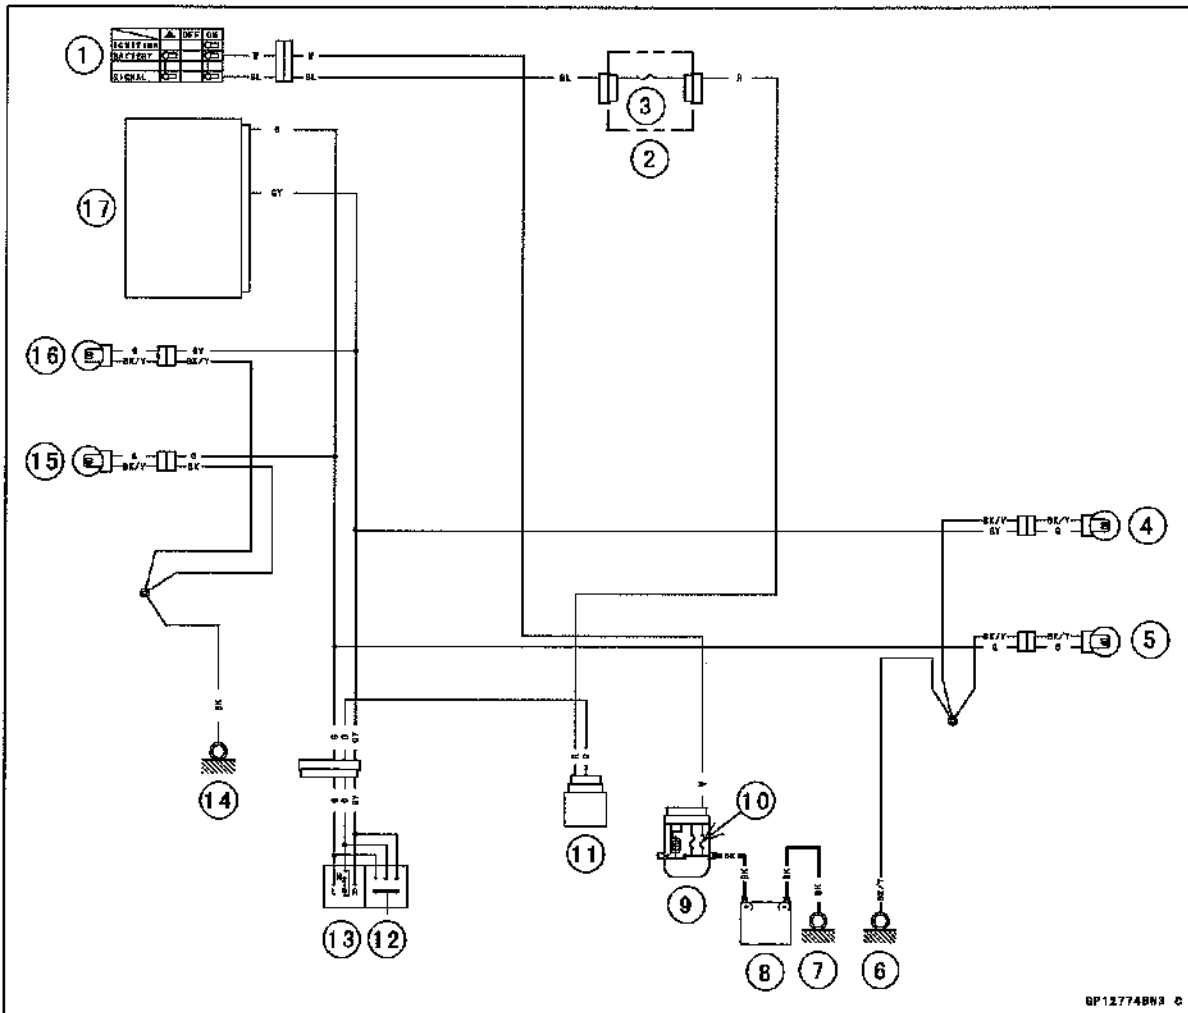 OFF ON
IGNITION
BATTERY
SIGNAL
1
W W
BL BL
BL
R
3
2
G
GY
17
16
G GY
BK/Y BK/Y
15
G G
BK/Y BK
BK/Y BK/Y
GY G
4
BK/Y BK/Y
G G
5
BK
14
G O GY
G O GY
13
12
11
W
10
BK
9
BK
BK
BK
8
7
BK/Y
6
GP12774BW3 C